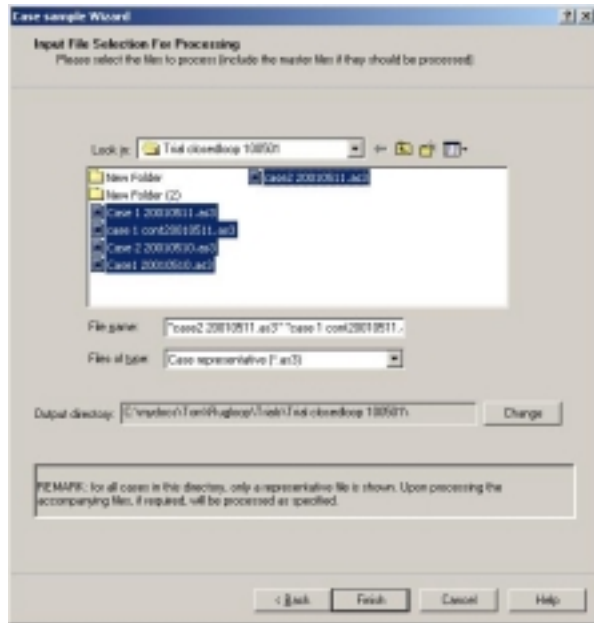 Case sample Wizard
Input File Selection For Processing
Please select the files to process (include the master files if they should be processed).
Look in: Trial closedloop 100501
New Folder
New Folder (2)
Case 1 20010511.as3
case 1 cont20010511.as3
Case 2 20010510.as3
Case1 20010510.as3
case2 20010511.as3
File name: "case2 20010511.as3" "case 1 cont20010511.
Files of type: Case representative (*.as3)
Output directory: Trial closedloop 100501\
Change
REMARK: for all cases in this directory, only a representative file is shown. Upon processing the
accompanying files, if required, will be processed as specified.
< Back Finish Cancel Help